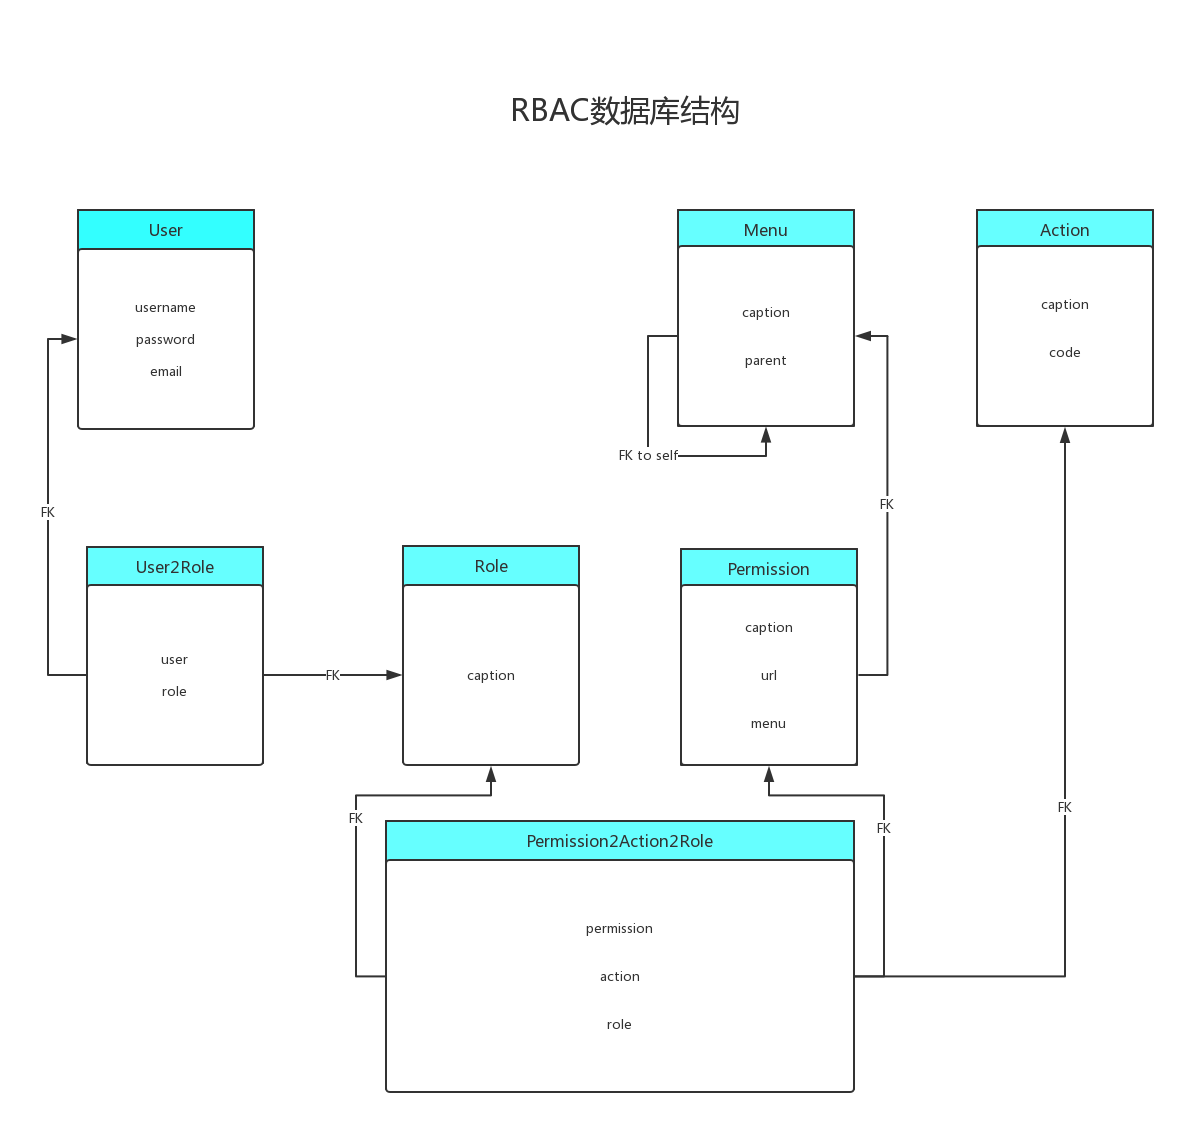 RBAC数据库结构
User
username
password
email
Menu
caption
parent
Action
caption
code
FK to self
FK
FK
User2Role
user
role
FK
Role
caption
Permission
caption
url
menu
FK
FK
FK
Permission2Action2Role
permission
action
role